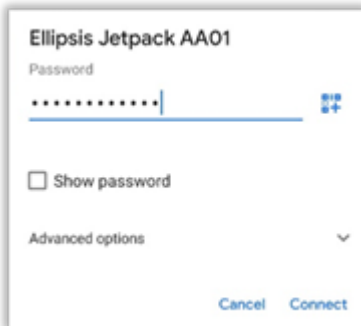 Ellipsis Jetpack AA01
Password
••••••••••••
Show password
Advanced options
Cancel Connect